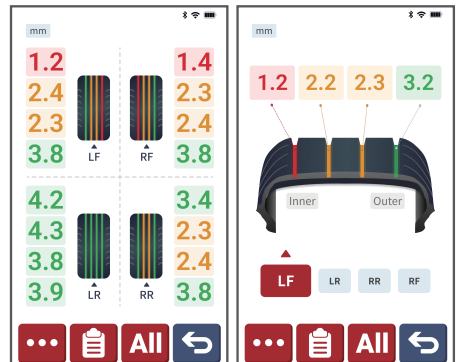 mm
1.2 1.4
2.4 2.3
2.3 2.4
3.8 LF RF 3.8
4.2 3.4
4.3 2.3
3.8 2.4
3.9 LR RR 3.8
All
mm
1.2 2.2 2.3 3.2
Inner Outer
LF LR RR RF
All